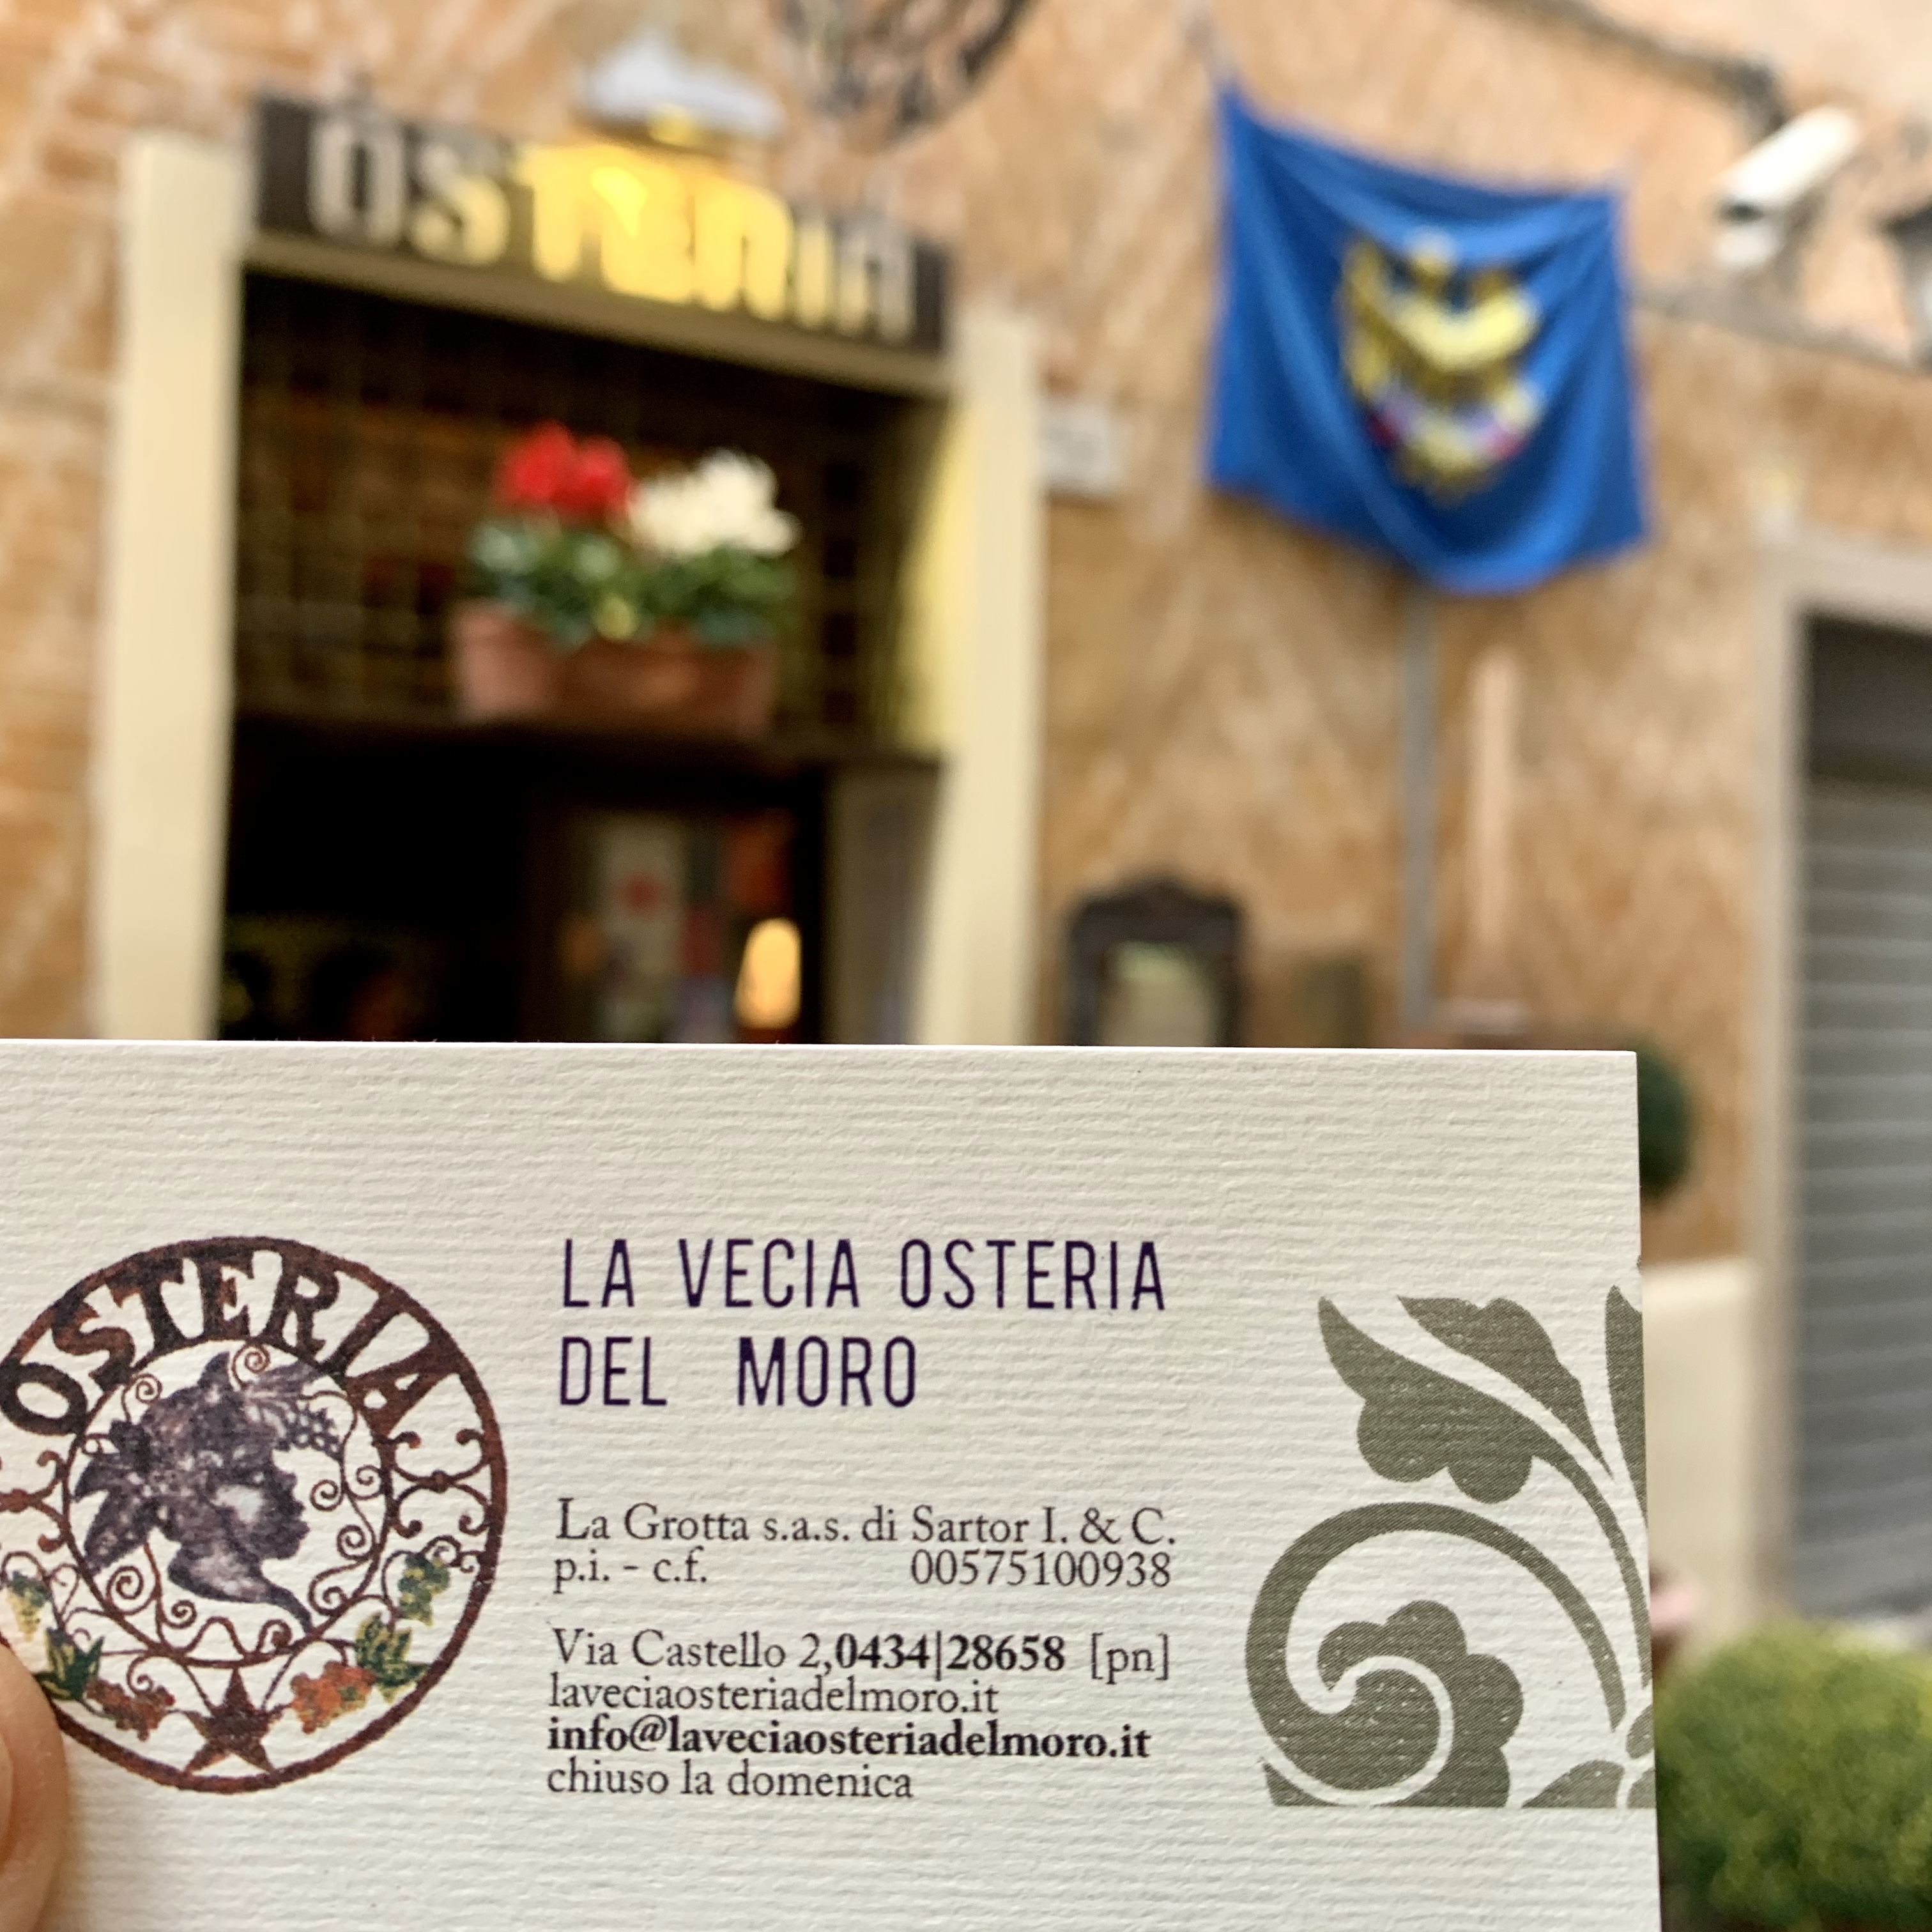 OSTERIA
OSTERIA
LA VECIA OSTERIA
DEL MORO
La Grotta s.a.s. di Sartor I. & C.
p.i. - c.f. 00575100938
Via Castello 2,0434|28658 [pn]
laveciaosteriadelmoro.it
info@laveciaosteriadelmoro.it
chiuso la domenica